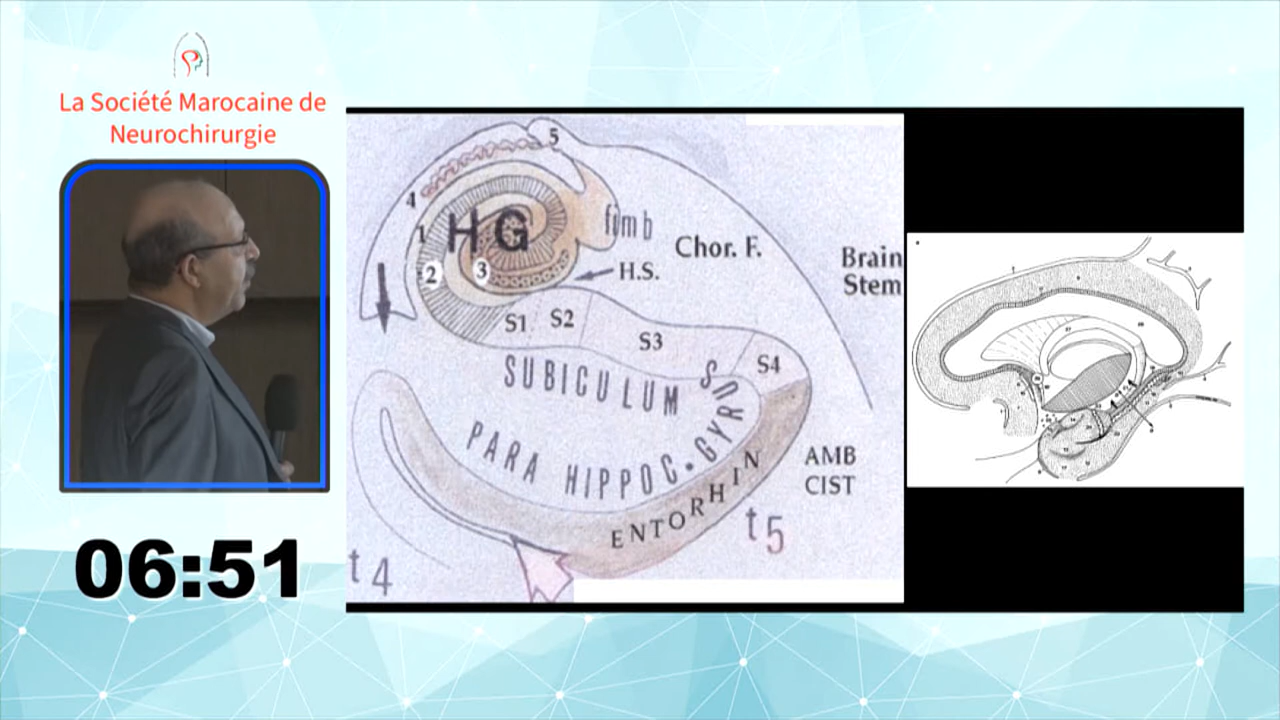 La Société Marocaine de
Neurochirurgie
06:51
5
4
1
H G
2
3
fimb
H.S.
Chor. F.
Brain
Stem
S1
S2
S3
S4
SUBICULUM
PARA HIPPOC•GYRUS
ENTORHIN
AMB
CIST
t4
t5